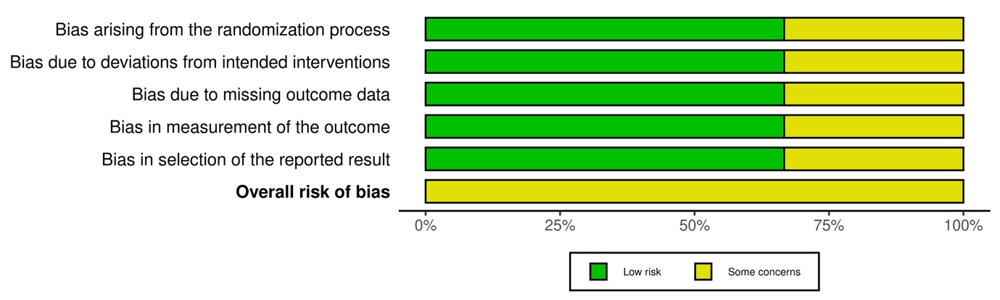 Bias arising from the randomization process
Bias due to deviations from intended interventions
Bias due to missing outcome data
Bias in measurement of the outcome
Bias in selection of the reported result
Overall risk of bias
0% 25% 50% 75% 100%
Low risk Some concerns